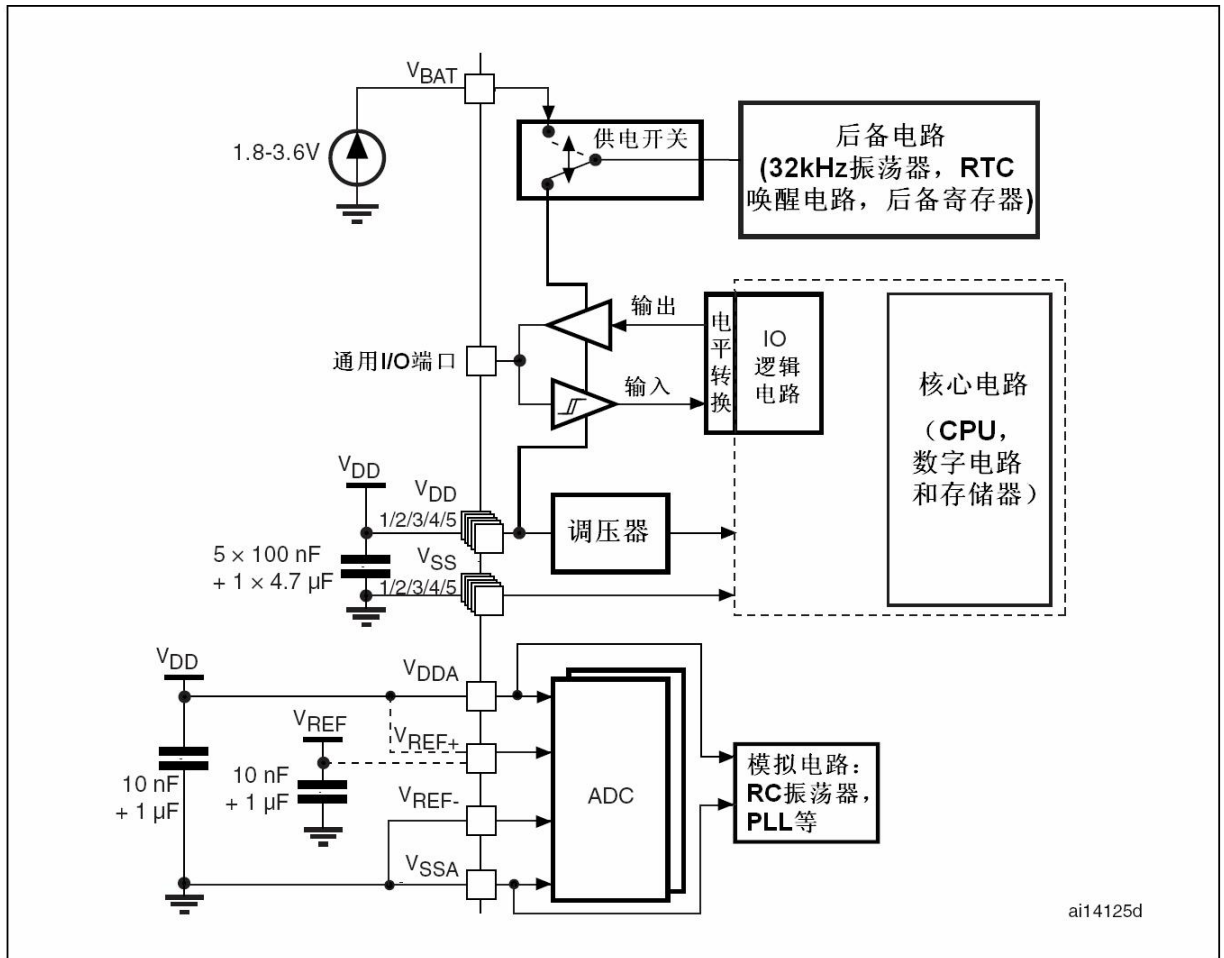 VBAT
1.8-3.6V
供电开关
后备电路
(32kHz振荡器，RTC
唤醒电路，后备寄存器)
输出
通用I/O端口
输入
电平转换
IO
逻辑
电路
核心电路
（CPU，
数字电路
和存储器）
VDD
VDD
1/2/3/4/5
调压器
5 × 100 nF
+ 1 × 4.7 µF
VSS
1/2/3/4/5
VDD
VDDA
VREF
VREF+
10 nF
+ 1 µF
10 nF
+ 1 µF
VREF-
ADC
模拟电路：
RC振荡器，
PLL等
VSSA
ai14125d